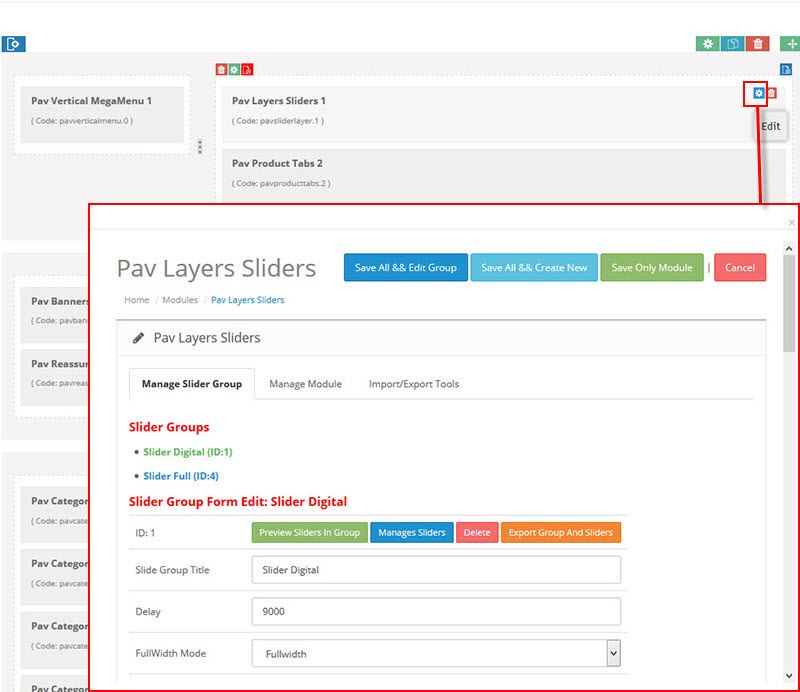 Pav Vertical MegaMenu 1
( Code: pavverticalmenu.0 )
Pav Layers Sliders 1
( Code: pavsliderlayer.1 )
Edit
Pav Product Tabs 2
( Code: pavproducttabs.2 )
Pav Banners
( Code: pavban
Pav Reassur
( Code: pavreas
Pav Categor
( Code: pavcate
Pav Categor
( Code: pavcate
Pav Categor
( Code: pavcate
Pav Categor
×
Pav Layers Sliders
Save All && Edit Group
Save All && Create New
Save Only Module
|
Cancel
Home / Modules / Pav Layers Sliders
Pav Layers Sliders
Manage Slider Group
Manage Module
Import/Export Tools
Slider Groups
• Slider Digital (ID:1)
• Slider Full (ID:4)
Slider Group Form Edit: Slider Digital
ID: 1
Preview Sliders In Group
Manages Sliders
Delete
Export Group And Sliders
Slide Group Title
Slider Digital
Delay
9000
FullWidth Mode
Fullwidth